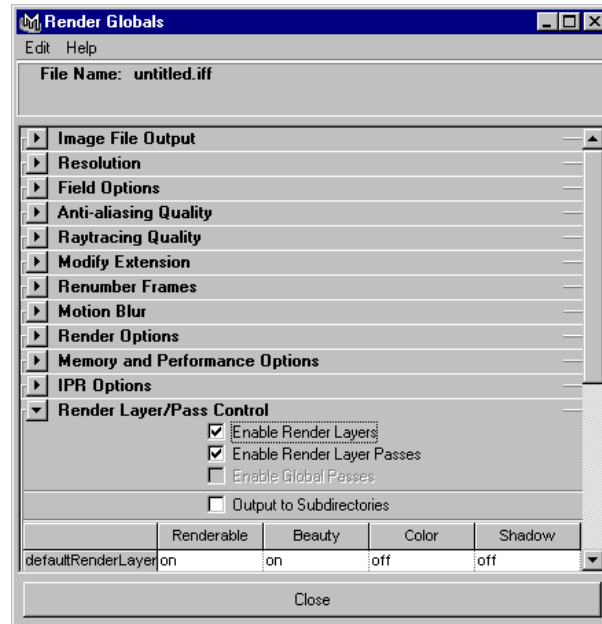 Render Globals
Edit Help
File Name: untitled.iff
Image File Output
Resolution
Field Options
Anti-aliasing Quality
Raytracing Quality
Modify Extension
Renumber Frames
Motion Blur
Render Options
Memory and Performance Options
IPR Options
Render Layer/Pass Control
Enable Render Layers
Enable Render Layer Passes
Enable Global Passes
Output to Subdirectories
Renderable Beauty Color Shadow
defaultRenderLayer on on off off
Close